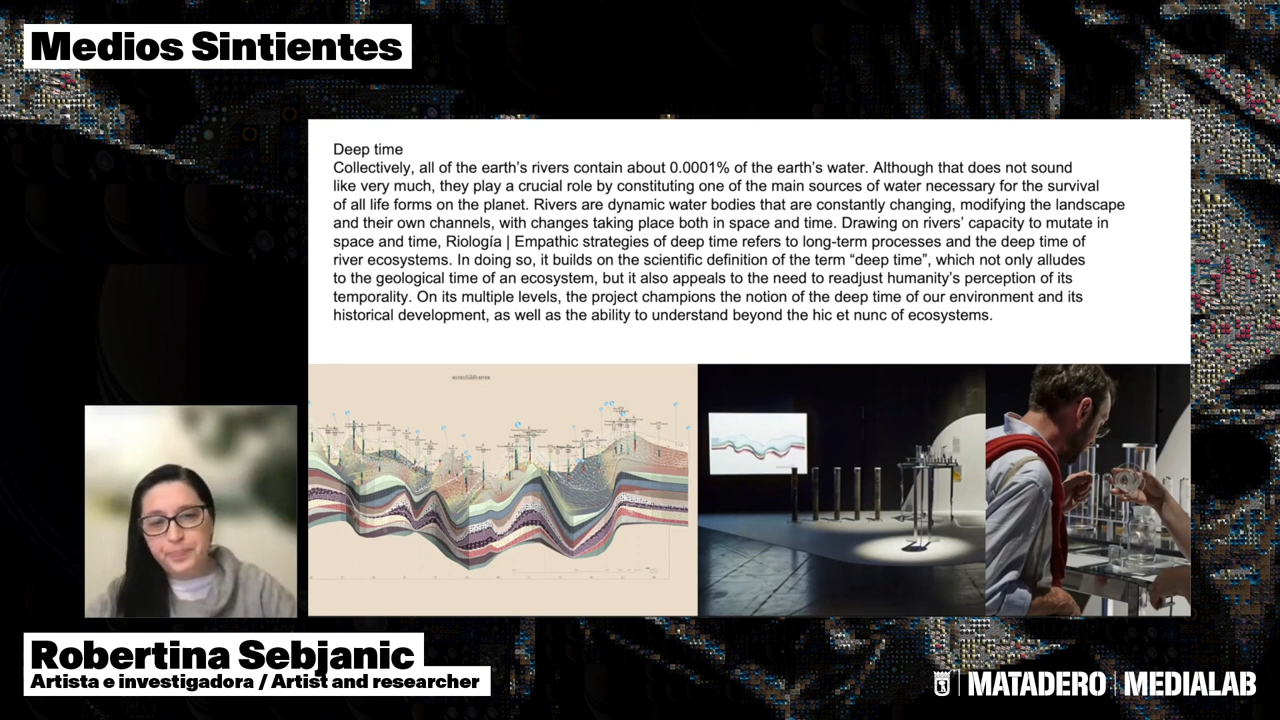 Medios Sintientes
Deep time
Collectively, all of the earth's rivers contain about 0.0001% of the earth's water. Although that does not sound
like very much, they play a crucial role by constituting one of the main sources of water necessary for the survival
of all life forms on the planet. Rivers are dynamic water bodies that are constantly changing, modifying the landscape
and their own channels, with changes taking place both in space and time. Drawing on rivers' capacity to mutate in
space and time, Riología | Empathic strategies of deep time refers to long-term processes and the deep time of
river ecosystems. In doing so, it builds on the scientific definition of the term “deep time”, which not only alludes
to the geological time of an ecosystem, but it also appeals to the need to readjust humanity's perception of its
temporality. On its multiple levels, the project champions the notion of the deep time of our environment and its
historical development, as well as the ability to understand beyond the hic et nunc of ecosystems.
Robertina Sebjanic
Artista e investigadora / Artist and researcher
MATADERO | MEDIALAB